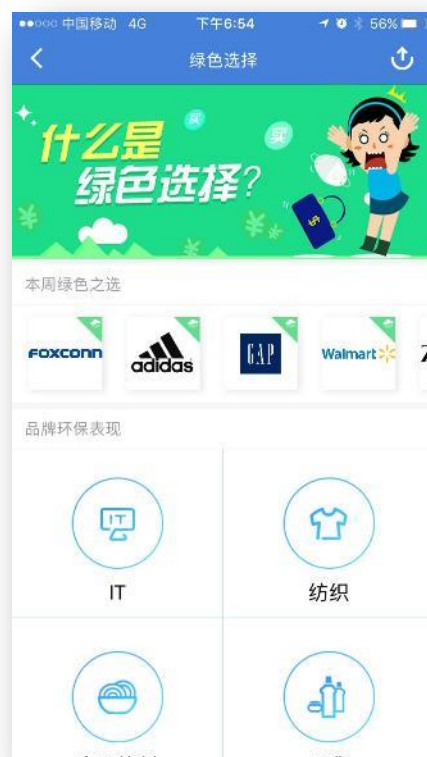 中国移动 4G 下午6:54 56%
绿色选择
什么是
绿色选择?
买 买
¥ ¥ ¥
$
本周绿色之选
FOXCONN adidas GAP Walmart
品牌环保表现
IT
IT 纺织